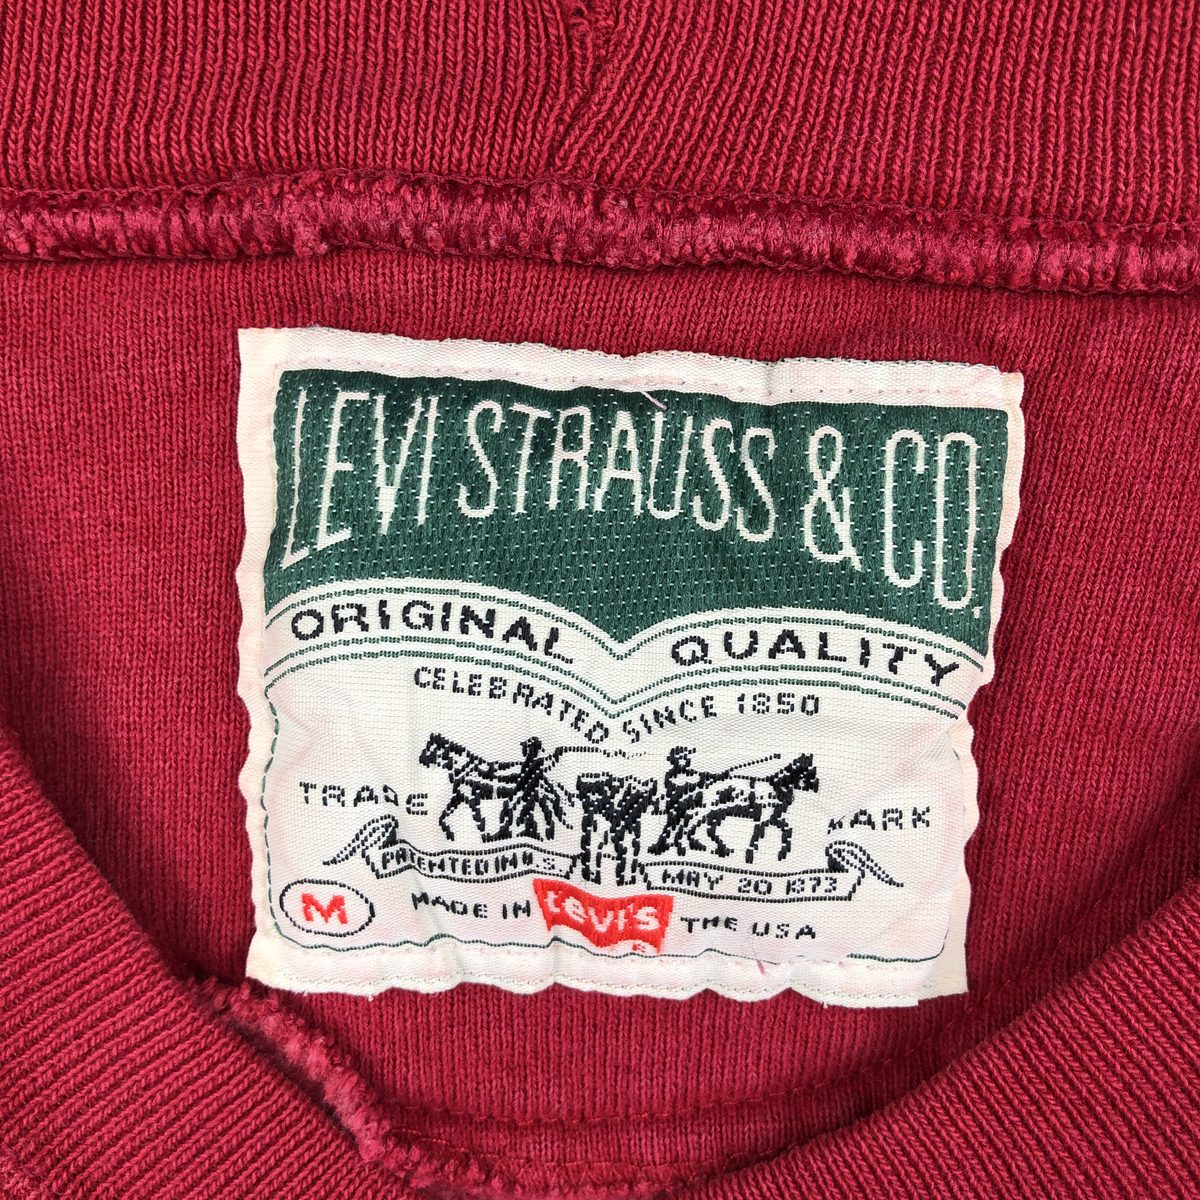 LEVI STRAUSS & CO.
ORIGINAL QUALITY
CELEBRATED SINCE 1850
TRADE MARK
PATENTED IN U.S. MAY 20 1873
M
MADE IN Levi's THE USA
®